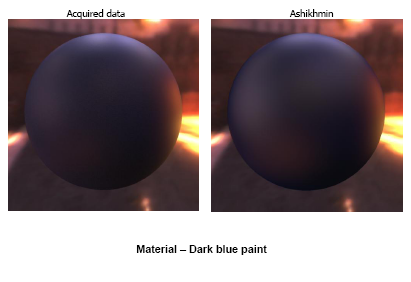 Acquired data
Ashikhmin
Material – Dark blue paint